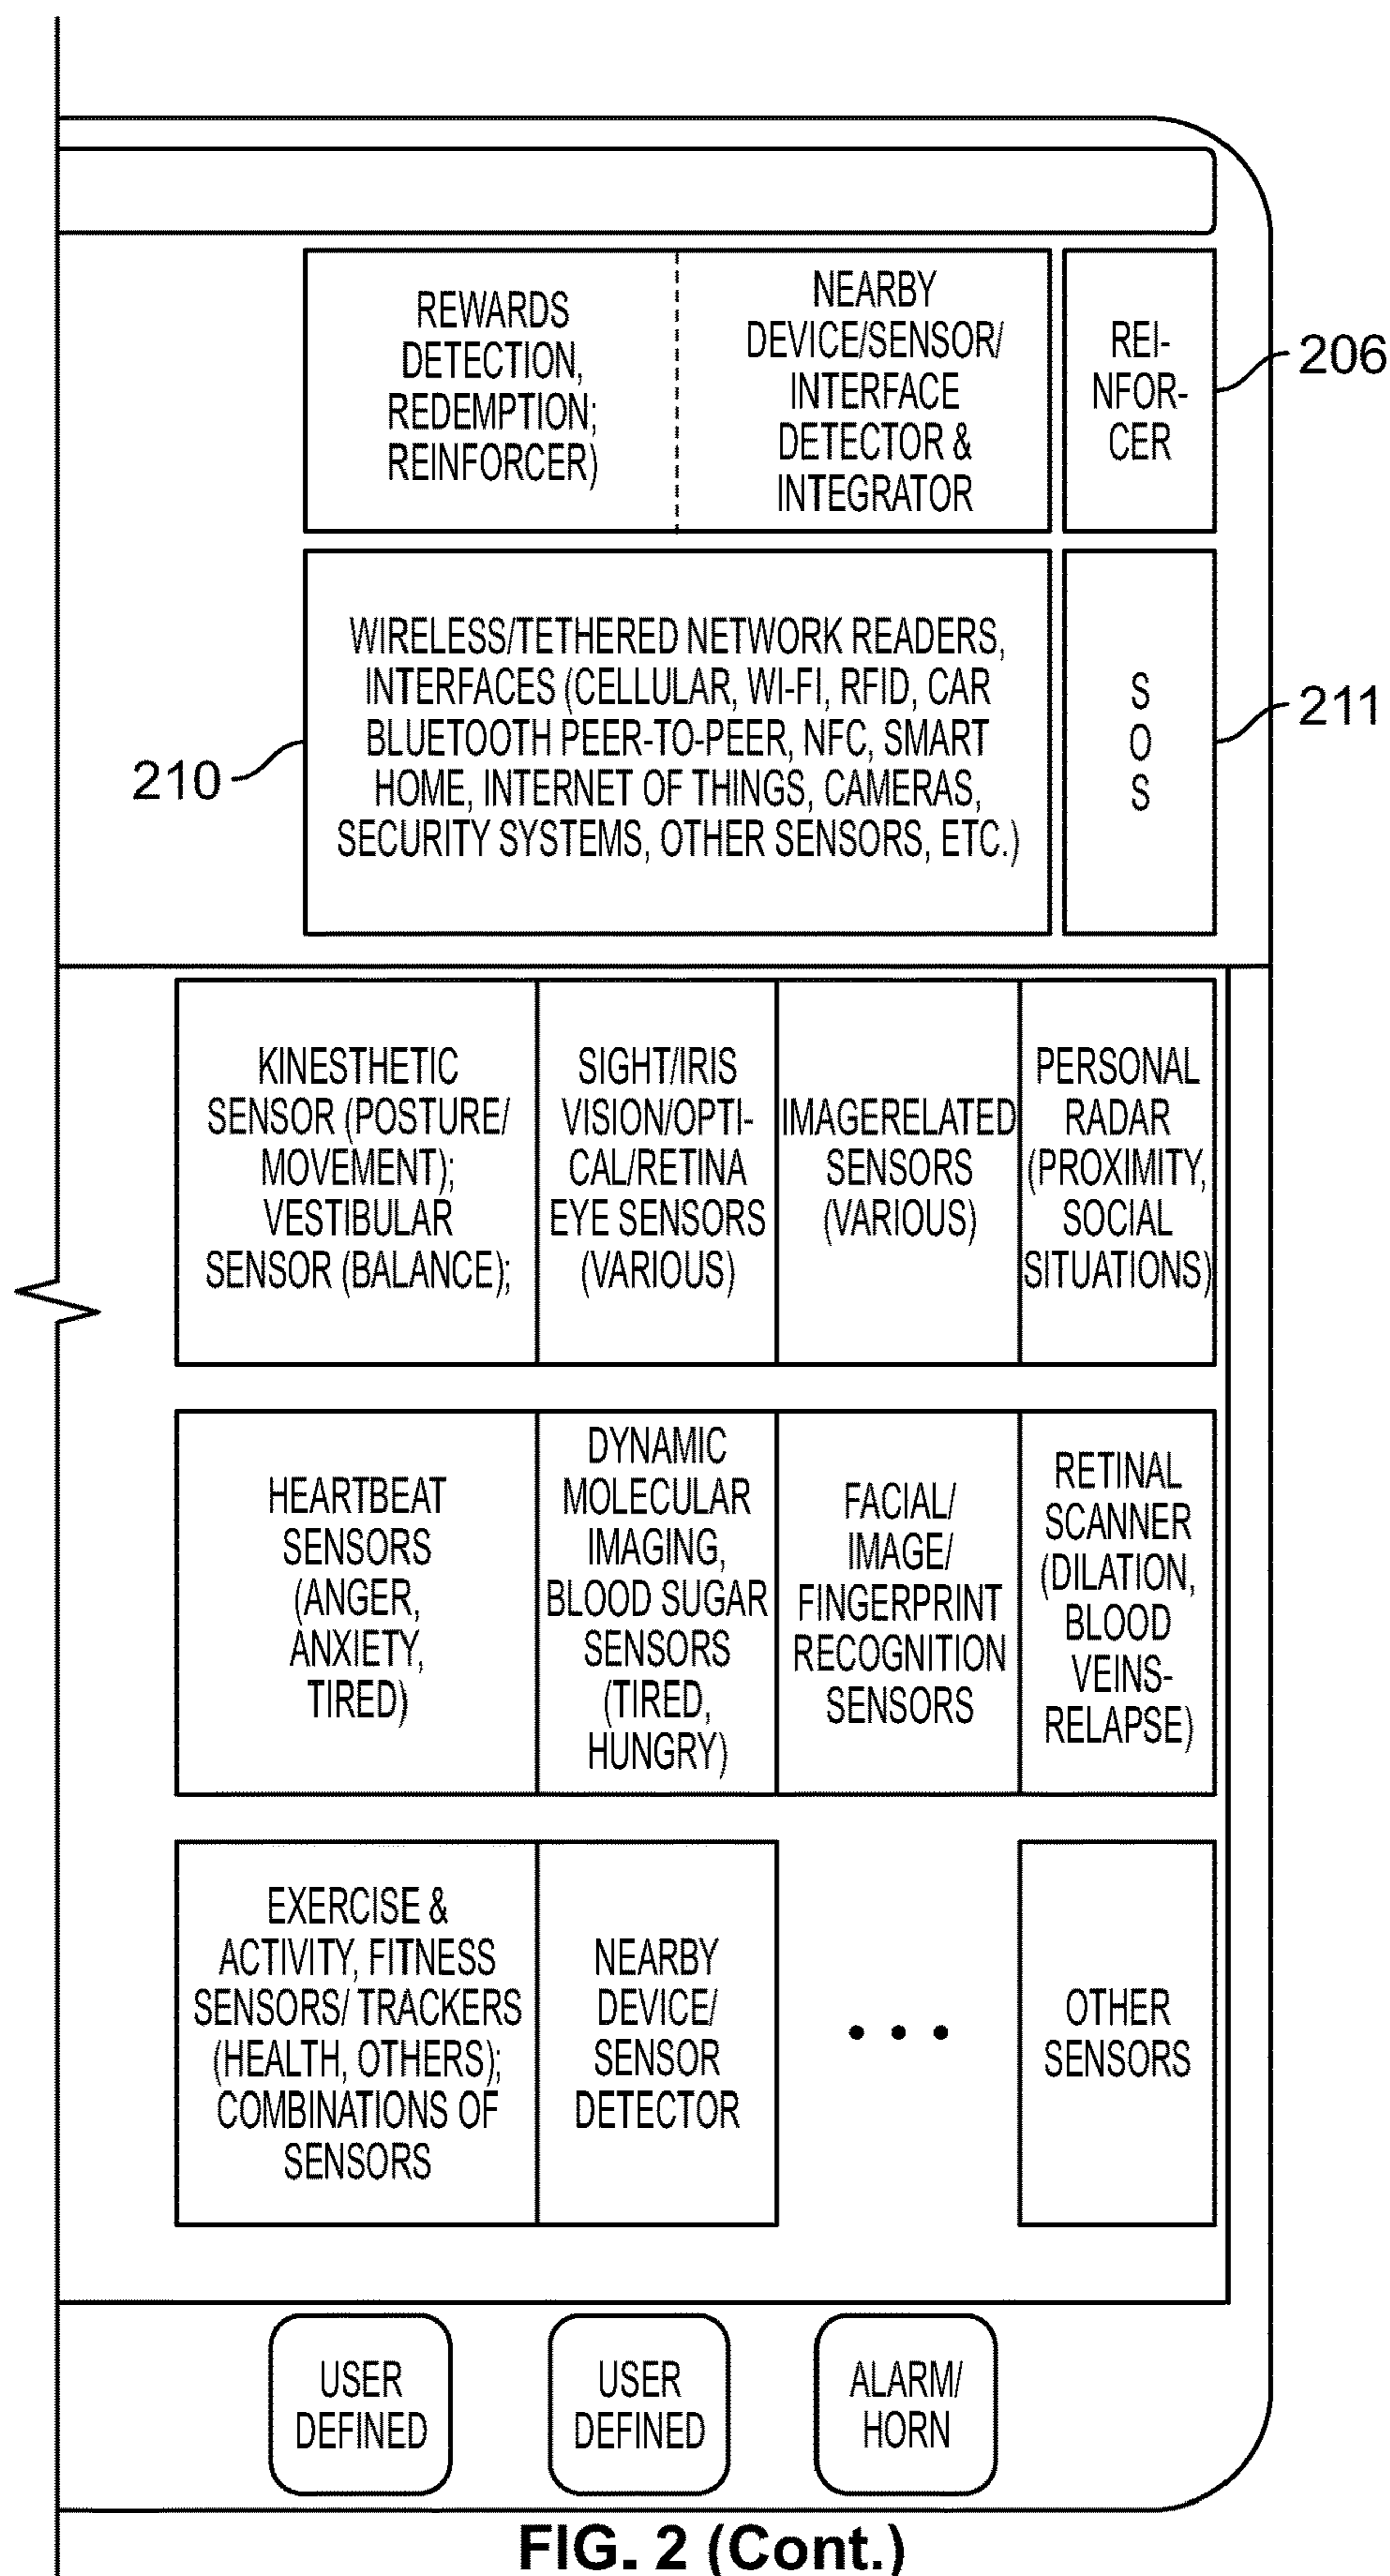 REWARDS
DETECTION,
REDEMPTION;
REINFORCER)
NEARBY
DEVICE/SENSOR/
INTERFACE
DETECTOR &
INTEGRATOR
REI-
NFOR-
CER
206
WIRELESS/TETHERED NETWORK READERS,
INTERFACES (CELLULAR, WI-FI, RFID, CAR
BLUETOOTH PEER-TO-PEER, NFC, SMART
HOME, INTERNET OF THINGS, CAMERAS,
SECURITY SYSTEMS, OTHER SENSORS, ETC.)
210
S
O
S
211
KINESTHETIC
SENSOR (POSTURE/
MOVEMENT);
VESTIBULAR
SENSOR (BALANCE);
SIGHT/IRIS
VISION/OPTI-
CAL/RETINA
EYE SENSORS
(VARIOUS)
IMAGERELATED
SENSORS
(VARIOUS)
PERSONAL
RADAR
(PROXIMITY,
SOCIAL
SITUATIONS)
HEARTBEAT
SENSORS
(ANGER,
ANXIETY,
TIRED)
DYNAMIC
MOLECULAR
IMAGING,
BLOOD SUGAR
SENSORS
(TIRED,
HUNGRY)
FACIAL/
IMAGE/
FINGERPRINT
RECOGNITION
SENSORS
RETINAL
SCANNER
(DILATION,
BLOOD
VEINS-
RELAPSE)
EXERCISE &
ACTIVITY, FITNESS
SENSORS/ TRACKERS
(HEALTH, OTHERS);
COMBINATIONS OF
SENSORS
NEARBY
DEVICE/
SENSOR
DETECTOR
• • •
OTHER
SENSORS
USER
DEFINED
USER
DEFINED
ALARM/
HORN
FIG. 2 (Cont.)